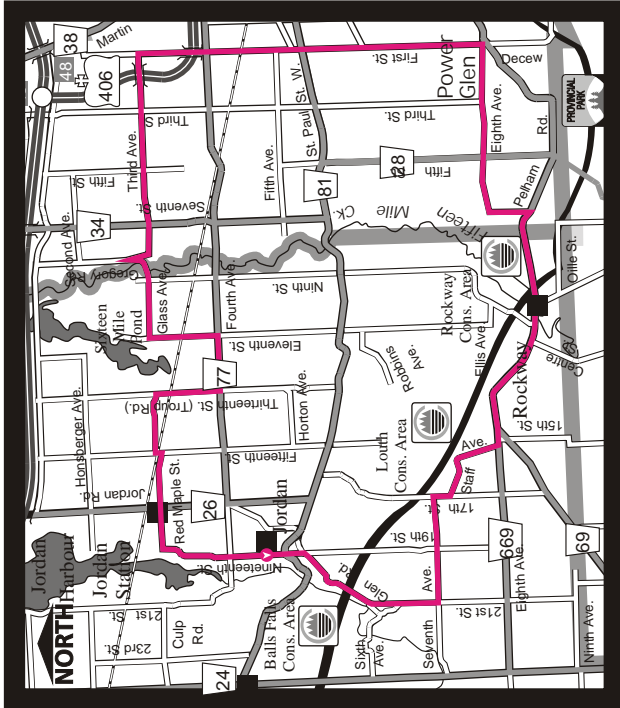 Martin
38
48
406
First St.
Power
Glen
Decew
PROVINCIAL
PARK
Third S
Third Ave.
St. Paul St. W.
Third St.
Eighth Ave.
Rd.
Fifth St.
Fifth Ave.
81
28
Fifth
Pelham
Second Ave.
34
Seventh St.
Ck.
Mile
Fifteen
Gregory Rd
Glass Ave.
Fourth Ave.
Ninth St.
Rockway
Cons. Area
Oille St.
Sixteen
Mile
Pond
Eleventh St.
Robons
Ave.
Ellis Ave.
Centre St.
Rockway
77
Thirteenth St. (Troup Rd.)
Honsberger Ave.
Horton Ave.
Louth
Cons. Area
15th St.
Fifteenth St.
Staff Ave.
Jordan Rd.
Red Maple St.
26
Jordan
17th St.
19th St.
669
69
Jordan
Harbour
Jordan
Station
Nineteenth St.
Glen Rd.
Eighth Ave.
NORTH
21st St.
23rd St.
Culp
Rd.
Balls Falls
Cons. Area
Sixth
Ave.
Seventh Ave.
21st St.
Ninth Ave.
24